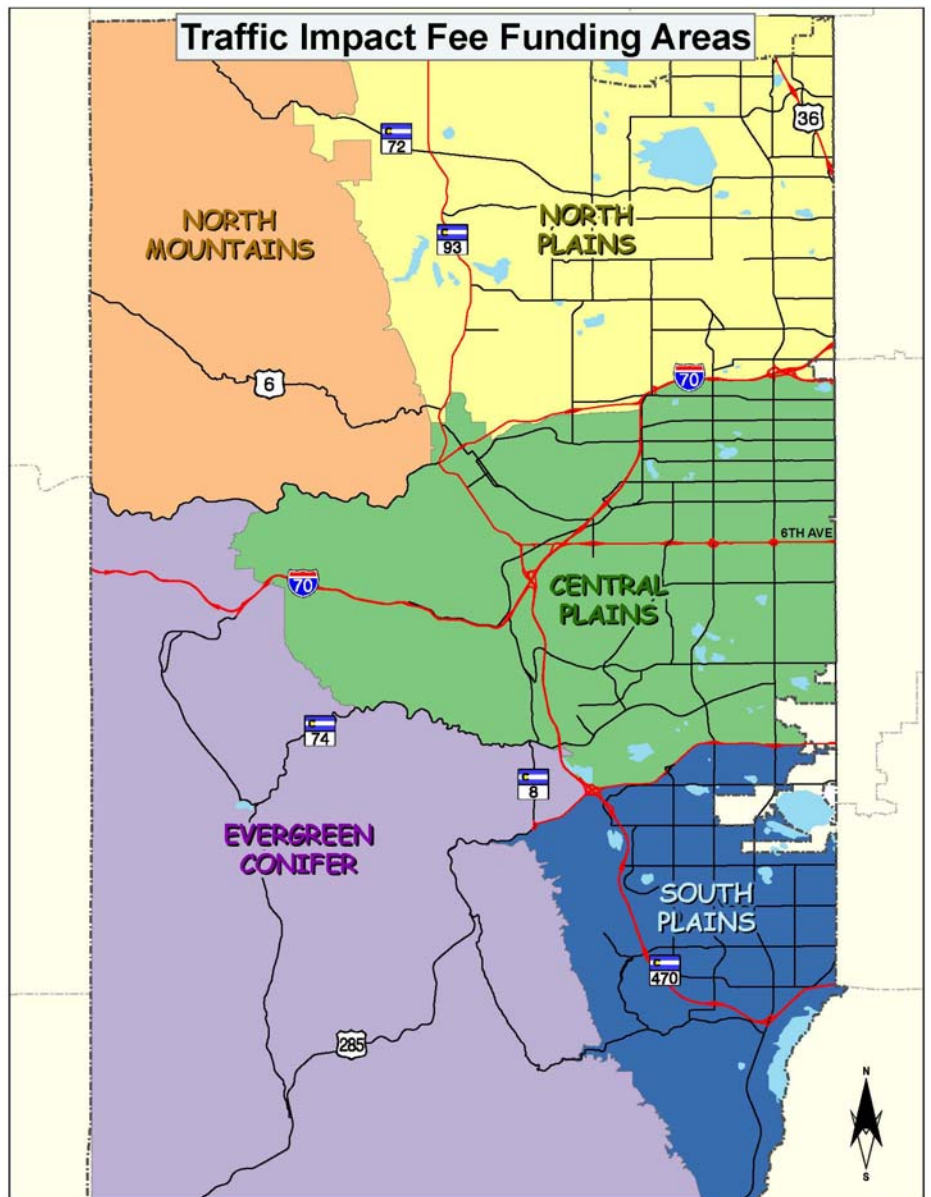 Traffic Impact Fee Funding Areas
36
72
NORTH
MOUNTAINS
NORTH
PLAINS
93
6
70
6TH AVE
70
CENTRAL
PLAINS
74
8
EVERGREEN
CONIFER
SOUTH
PLAINS
470
285
N
S